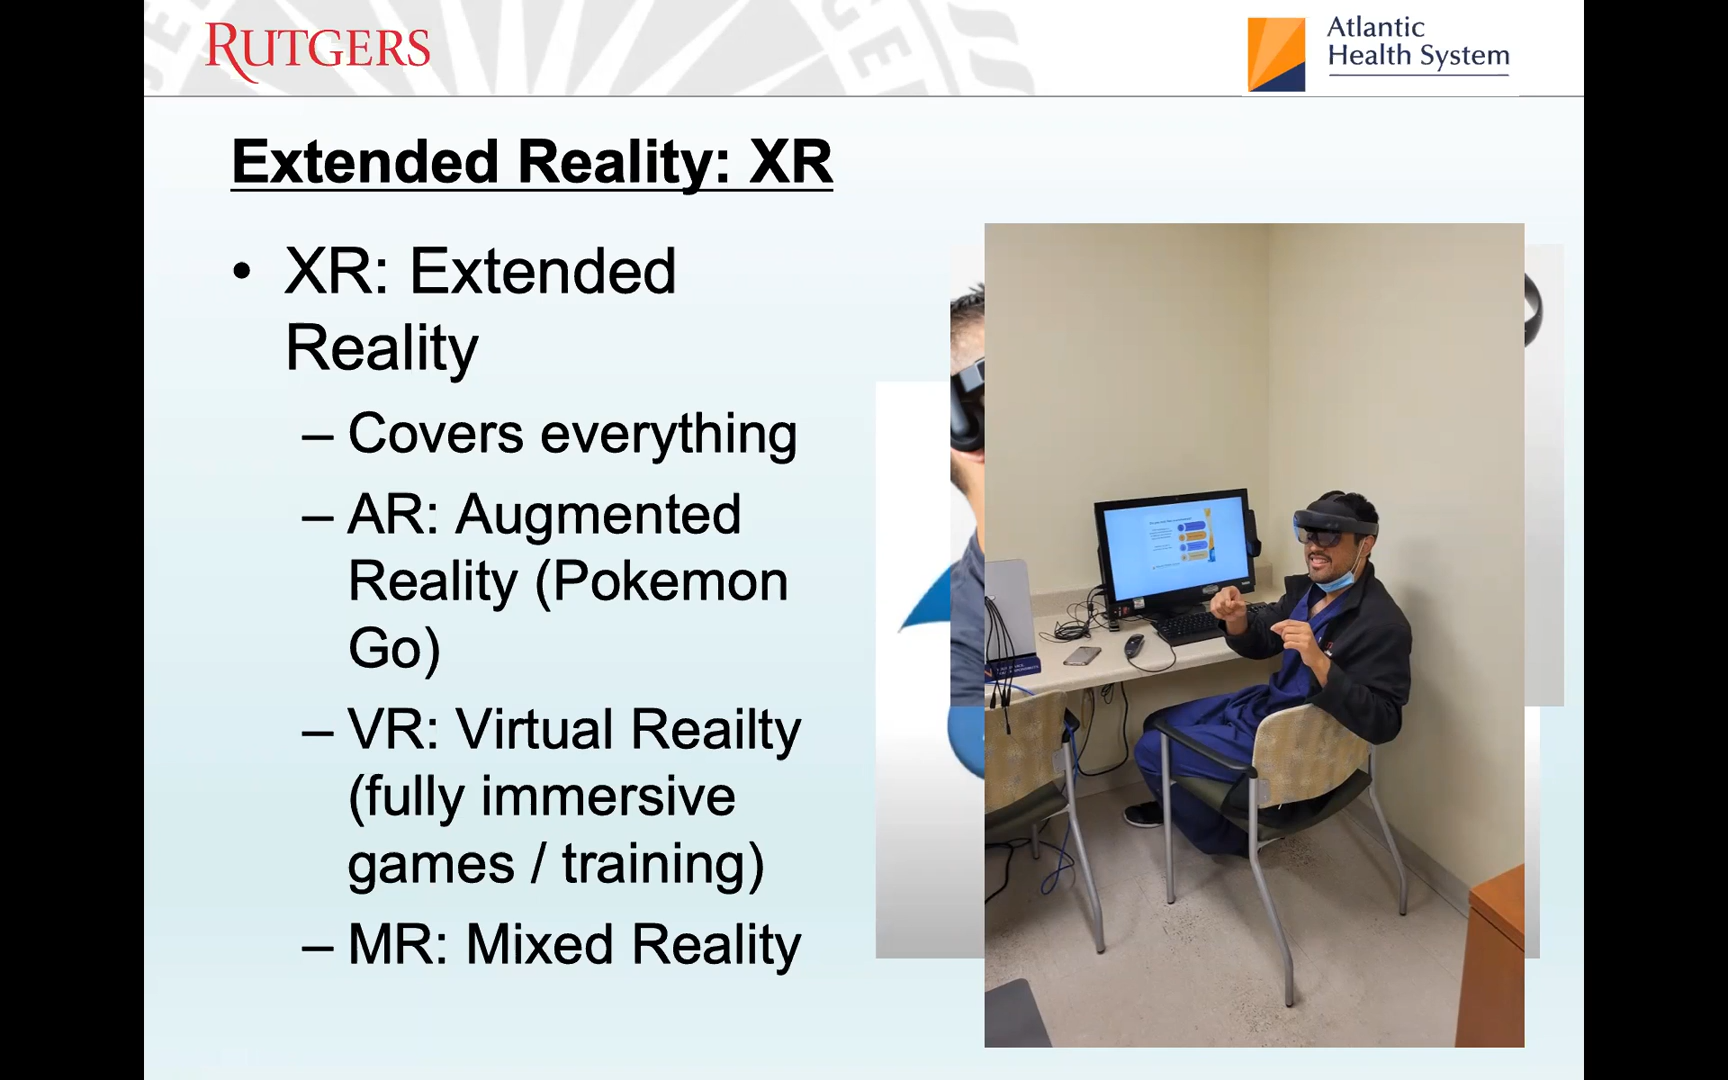 RUTGERS
Atlantic
Health System
Extended Reality: XR
• XR: Extended
Reality
– Covers everything
– AR: Augmented
Reality (Pokemon
Go)
– VR: Virtual Reailty
(fully immersive
games / training)
– MR: Mixed Reality